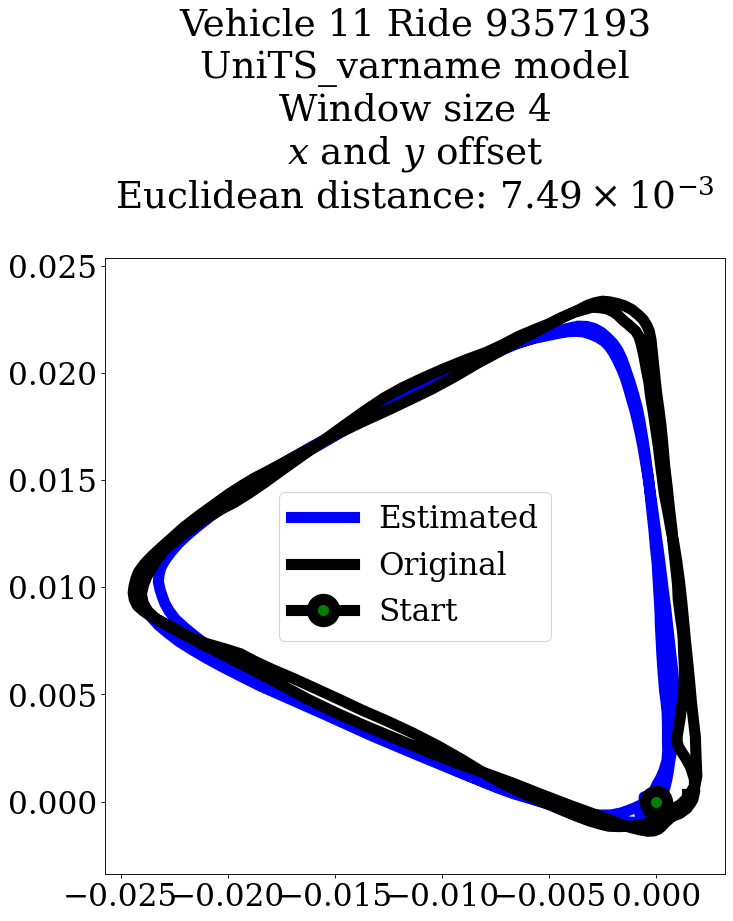 Vehicle 11 Ride 9357193
UniTS_varname model
Window size 4
x and y offset
Euclidean distance: 7.49 × 10⁻³
0.025
0.020
0.015
0.010
0.005
0.000
Estimated
Original
Start
−0.025 −0.020 −0.015 −0.010 −0.005 0.000